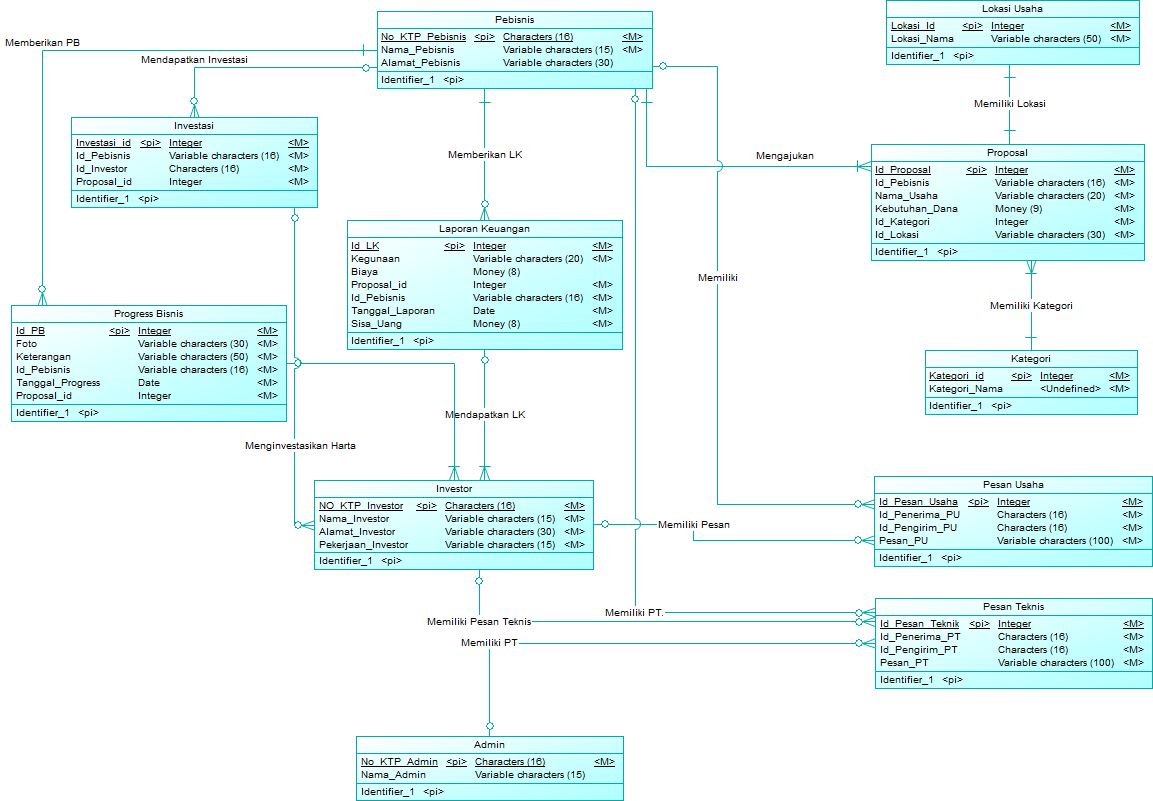 Pebisnis
No_KTP_Pebisnis <pi> Characters (16) <M>
Nama_Pebisnis Variable characters (15) <M>
Alamat_Pebisnis Variable characters (30)
Identifier_1 <pi>
Lokasi Usaha
Lokasi_Id <pi> Integer <M>
Lokasi_Nama Variable characters (50) <M>
Identifier_1 <pi>
Memberikan PB
Mendapatkan Investasi
Memiliki Lokasi
Investasi
Investasi_id <pi> Integer <M>
Id_Pebisnis Variable characters (16) <M>
Id_Investor Characters (16) <M>
Proposal_id Integer <M>
Identifier_1 <pi>
Memberikan LK
Mengajukan
Proposal
Id_Proposal <pi> Integer <M>
Id_Pebisnis Variable characters (16) <M>
Nama_Usaha Variable characters (20) <M>
Kebutuhan_Dana Money (9) <M>
Id_Kategori Integer <M>
Id_Lokasi Variable characters (30) <M>
Identifier_1 <pi>
Laporan Keuangan
Id_LK <pi> Integer <M>
Kegunaan Variable characters (20) <M>
Biaya Money (8)
Proposal_id Integer <M>
Id_Pebisnis Variable characters (16) <M>
Tanggal_Laporan Date <M>
Sisa_Uang Money (8) <M>
Identifier_1 <pi>
Memiliki
Memiliki Kategori
Progress Bisnis
Id_PB <pi> Integer <M>
Foto Variable characters (30) <M>
Keterangan Variable characters (50) <M>
Id_Pebisnis Variable characters (16) <M>
Tanggal_Progress Date <M>
Proposal_id Integer <M>
Identifier_1 <pi>
Kategori
Kategori_id <pi> Integer <M>
Kategori_Nama <Undefined> <M>
Identifier_1 <pi>
Mendapatkan LK
Menginvestasikan Harta
Investor
NO_KTP_Investor <pi> Characters (16) <M>
Nama_Investor Variable characters (15) <M>
Alamat_Investor Variable characters (30) <M>
Pekerjaan_Investor Variable characters (15) <M>
Identifier_1 <pi>
Memiliki Pesan
Pesan Usaha
Id_Pesan_Usaha <pi> Integer <M>
Id_Penerima_PU Characters (16) <M>
Id_Pengirim_PU Characters (16) <M>
Pesan_PU Variable characters (100) <M>
Identifier_1 <pi>
Memiliki PT.
Memiliki Pesan Teknis
Memiliki PT
Pesan Teknis
Id_Pesan_Teknik <pi> Integer <M>
Id_Penerima_PT Characters (16) <M>
Id_Pengirim_PT Characters (16) <M>
Pesan_PT Variable characters (100) <M>
Identifier_1 <pi>
Admin
No_KTP_Admin <pi> Characters (16) <M>
Nama_Admin Variable characters (15)
Identifier_1 <pi>